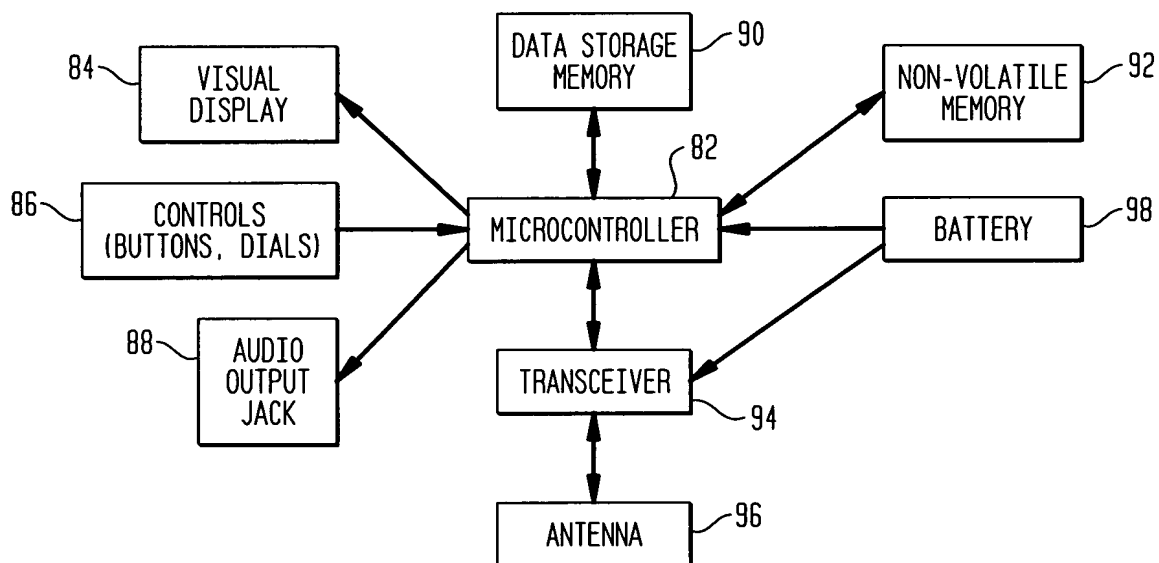 84
VISUAL
DISPLAY
DATA STORAGE
MEMORY
90
NON-VOLATILE
MEMORY
92
86
CONTROLS
(BUTTONS, DIALS)
82
MICROCONTROLLER
BATTERY
98
88
AUDIO
OUTPUT
JACK
TRANSCEIVER
94
ANTENNA
96